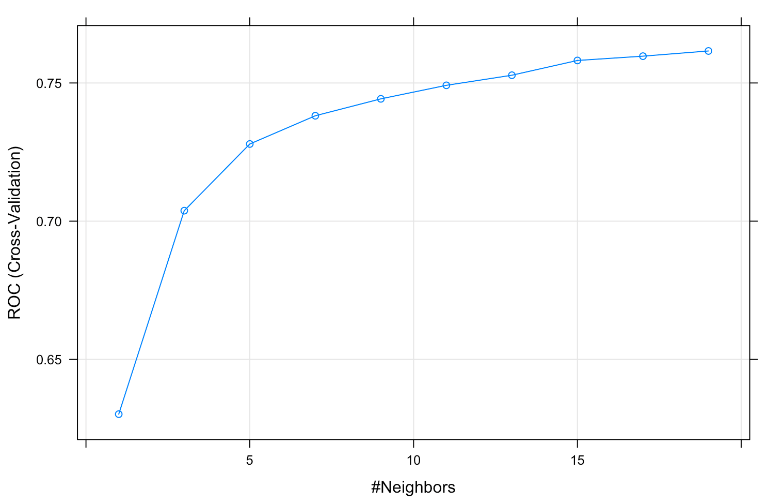 ROC (Cross-Validation)
0.75
0.70
0.65
5 10 15
#Neighbors